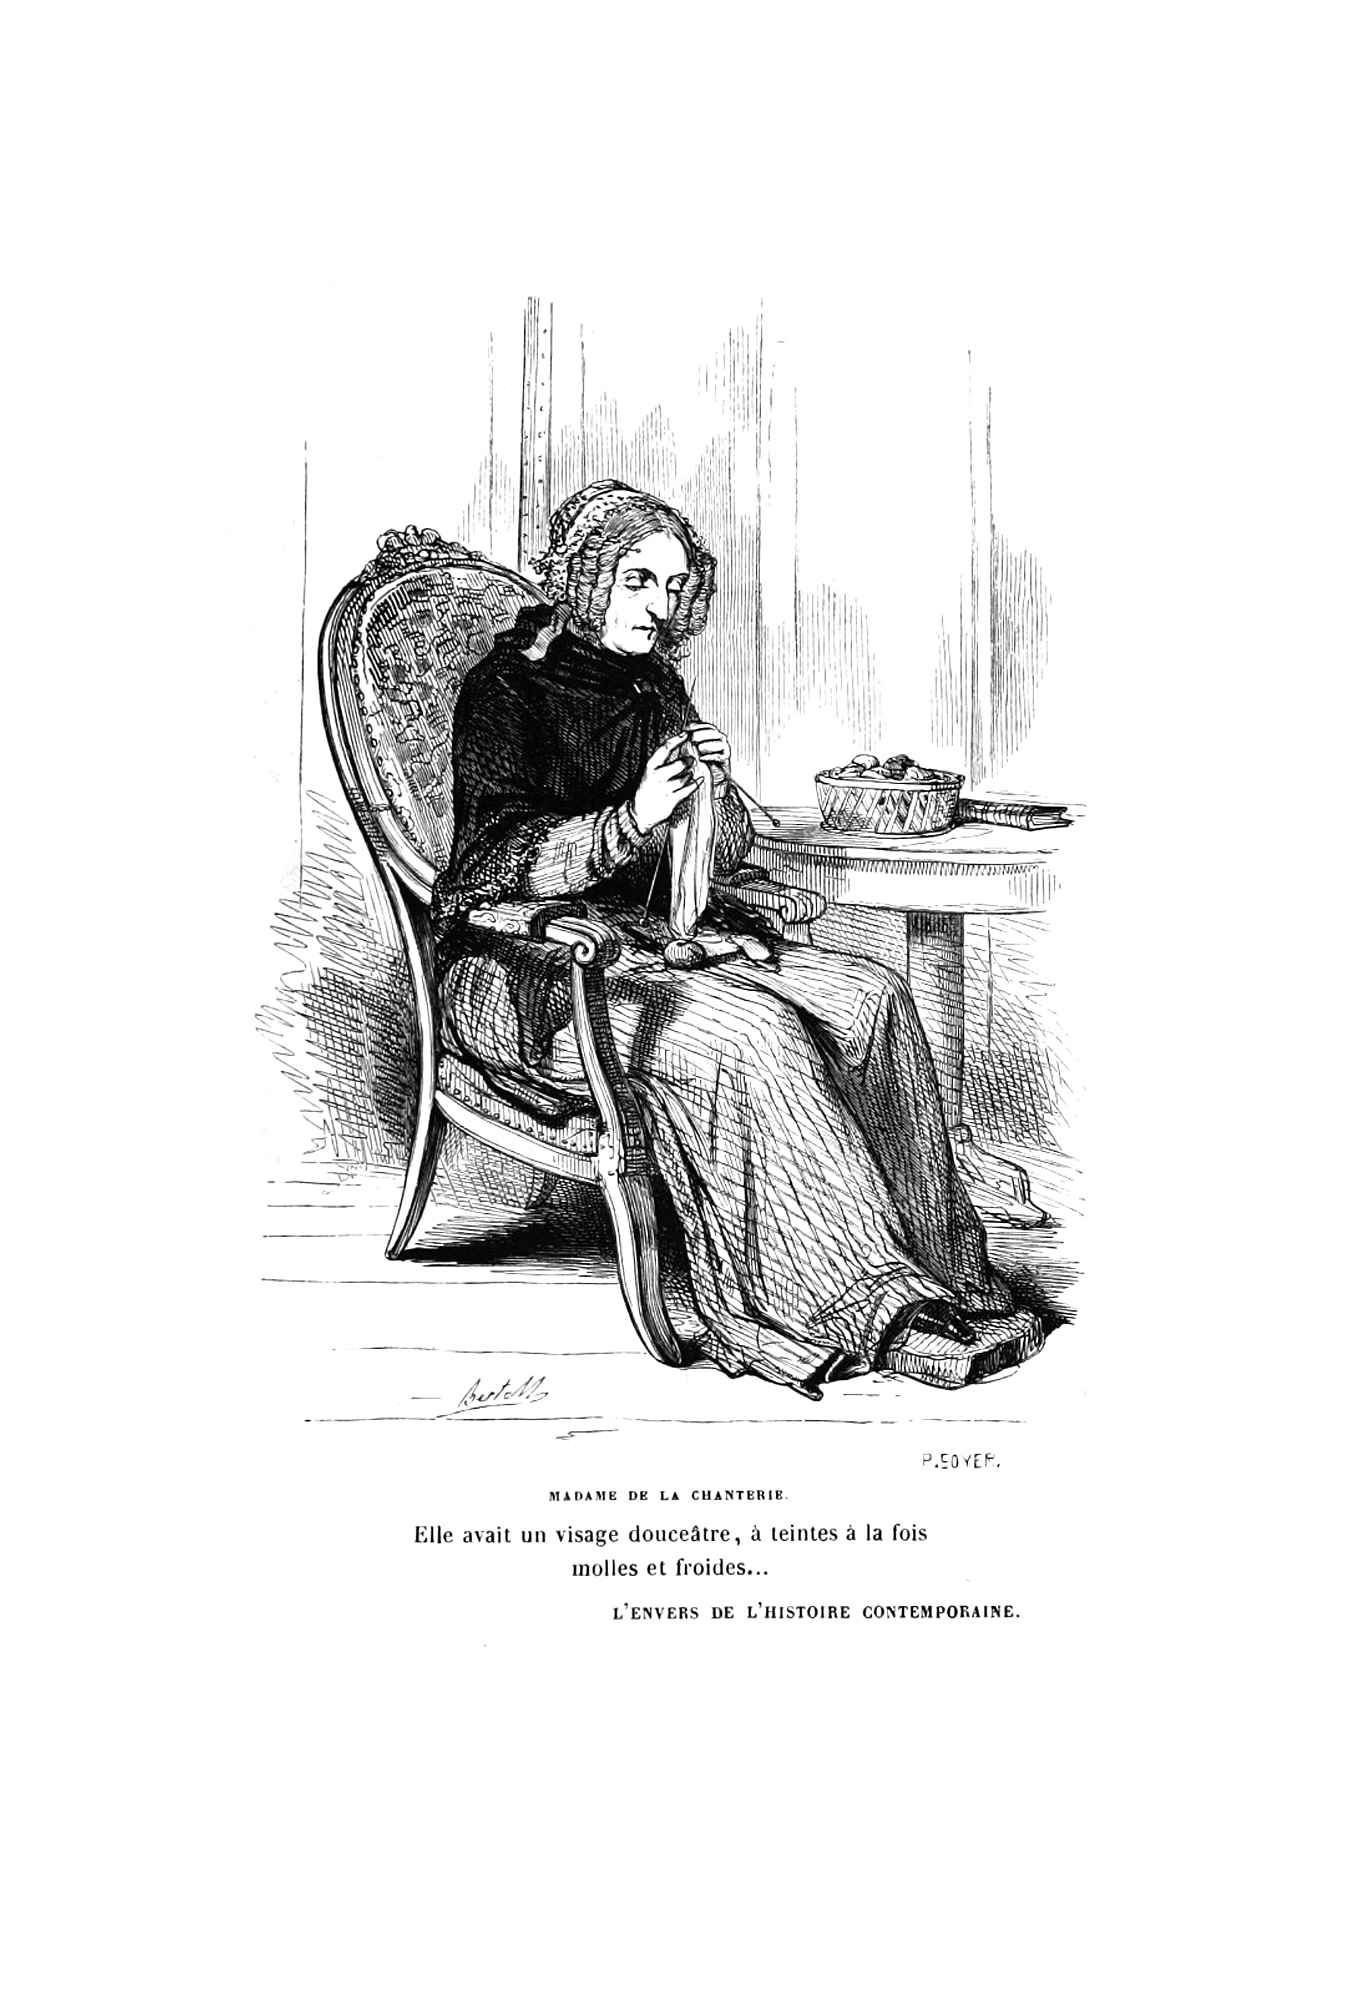 Bertall
P. SOYER.
MADAME DE LA CHANTERIE.
Elle avait un visage douceâtre, à teintes à la fois
molles et froides...
L'ENVERS DE L'HISTOIRE CONTEMPORAINE.